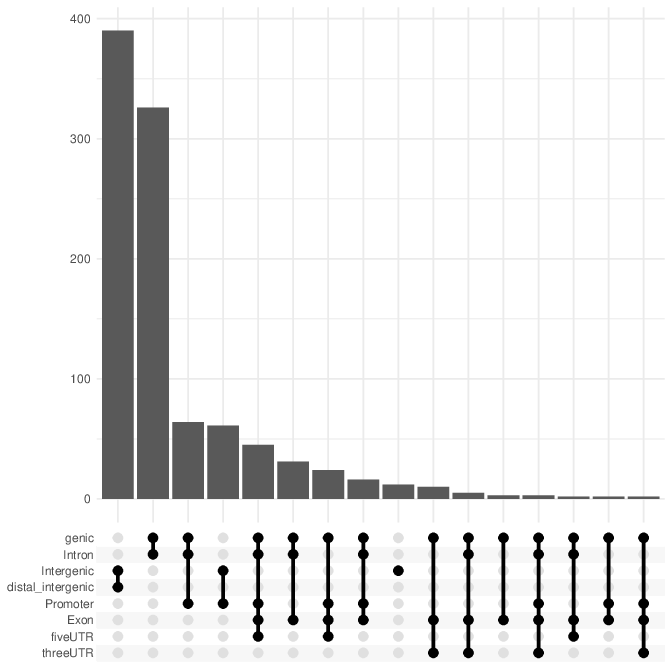 400
300
200
100
0
genic
Intron
Intergenic
distal_intergenic
Promoter
Exon
fiveUTR
threeUTR